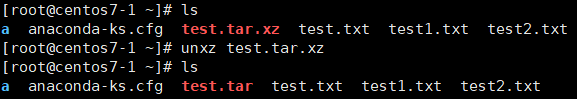 [root@centos7-1 ~]# ls
a  anaconda-ks.cfg  test.tar.xz  test.txt  test1.txt  test2.txt
[root@centos7-1 ~]# unxz test.tar.xz
[root@centos7-1 ~]# ls
a  anaconda-ks.cfg  test.tar  test.txt  test1.txt  test2.txt